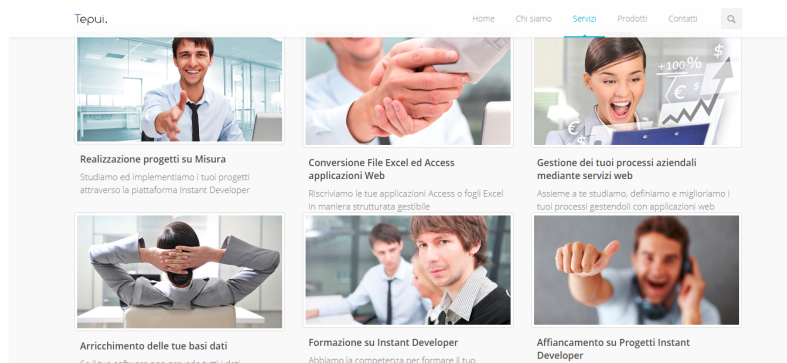 Tepui.
Home Chi siamo Servizi Prodotti Contatti
+100 %
$
€
$
€
Realizzazione progetti su Misura
Studiamo ed implementiamo i tuoi progetti
attraverso la piattaforma Instant Developer
Conversione File Excel ed Access
applicazioni Web
Riscriviamo le tue applicazioni Access o fogli Excel
in maniera strutturata gestibile
Gestione dei tuoi processi aziendali
mediante servizi web
Assieme a te studiamo, definiamo e miglioriamo i
tuoi processi gestendoli con applicazioni web
Arricchimento delle tue basi dati
Formazione su Instant Developer
Abbiamo la competenza per formare il tuo
Affiancamento su Progetti Instant
Developer